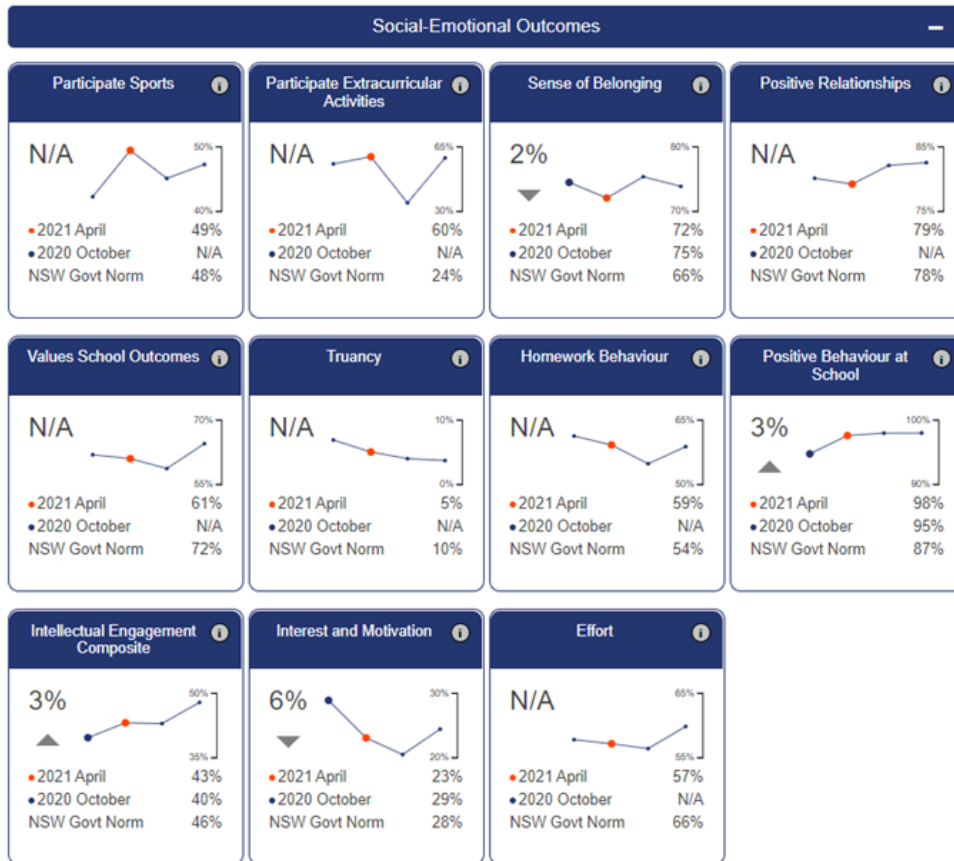 Social-Emotional Outcomes
Participate Sports
N/A
50%
40%
2021 April 49%
2020 October N/A
NSW Govt Norm 48%
Participate Extracurricular
Activities
N/A
65%
30%
2021 April 60%
2020 October N/A
NSW Govt Norm 24%
Sense of Belonging
2%
80%
70%
2021 April 72%
2020 October 75%
NSW Govt Norm 66%
Positive Relationships
N/A
85%
75%
2021 April 79%
2020 October N/A
NSW Govt Norm 78%
Values School Outcomes
N/A
70%
55%
2021 April 61%
2020 October N/A
NSW Govt Norm 72%
Truancy
N/A
10%
0%
2021 April 5%
2020 October N/A
NSW Govt Norm 10%
Homework Behaviour
N/A
65%
50%
2021 April 59%
2020 October N/A
NSW Govt Norm 54%
Positive Behaviour at
School
3%
100%
90%
2021 April 98%
2020 October 95%
NSW Govt Norm 87%
Intellectual Engagement
Composite
3%
50%
35%
2021 April 43%
2020 October 40%
NSW Govt Norm 46%
Interest and Motivation
6%
30%
20%
2021 April 23%
2020 October 29%
NSW Govt Norm 28%
Effort
N/A
65%
55%
2021 April 57%
2020 October N/A
NSW Govt Norm 66%